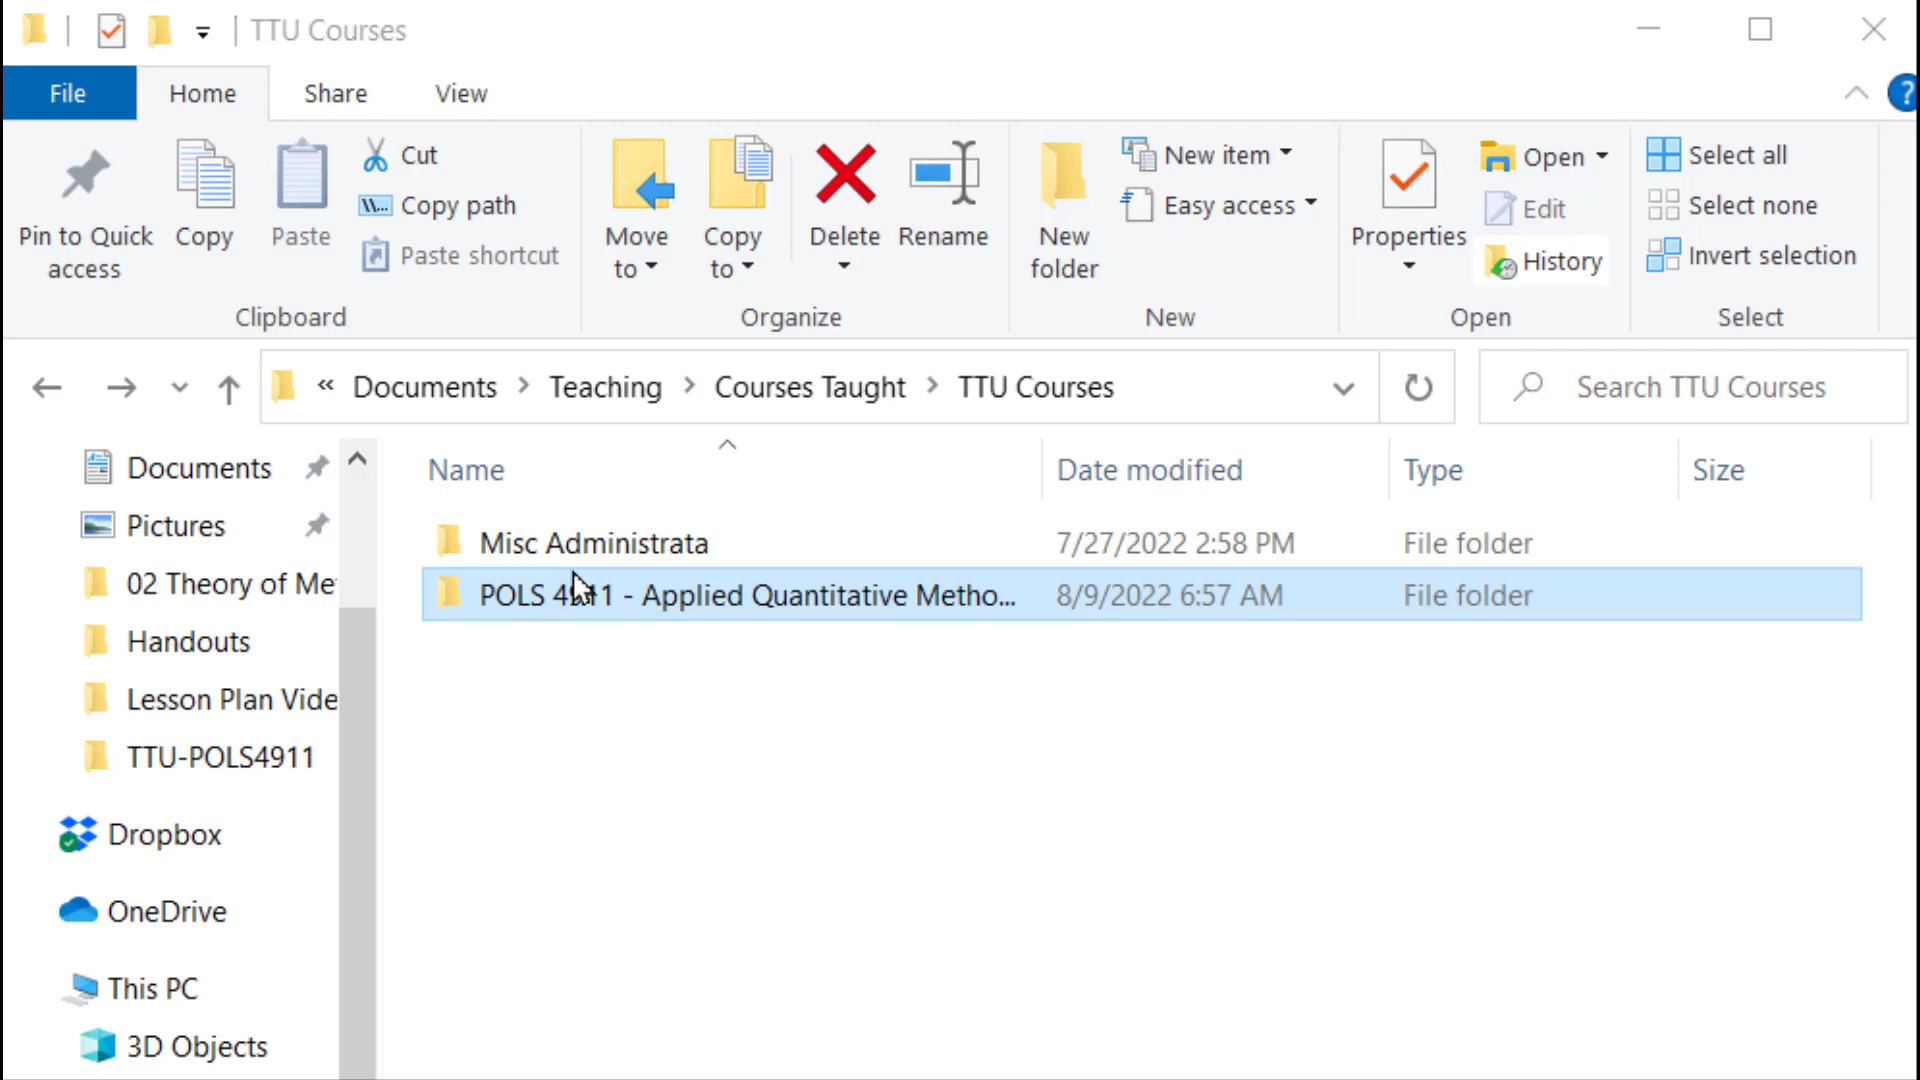 TTU Courses
File
Home
Share
View
?
Pin to Quick
access
Copy
Paste
Cut
W...
Copy path
Paste shortcut
Move
to
Copy
to
Delete
Rename
New
folder
New item
Easy access
Properties
Open
Edit
History
Select all
Select none
Invert selection
Clipboard
Organize
New
Open
Select
« Documents > Teaching > Courses Taught > TTU Courses
Search TTU Courses
Name
Date modified
Type
Size
Misc Administrata 7/27/2022 2:58 PM File folder
POLS 4911 - Applied Quantitative Metho... 8/9/2022 6:57 AM File folder
Documents
Pictures
02 Theory of Me
Handouts
Lesson Plan Vide
TTU-POLS4911
Dropbox
OneDrive
This PC
3D Objects